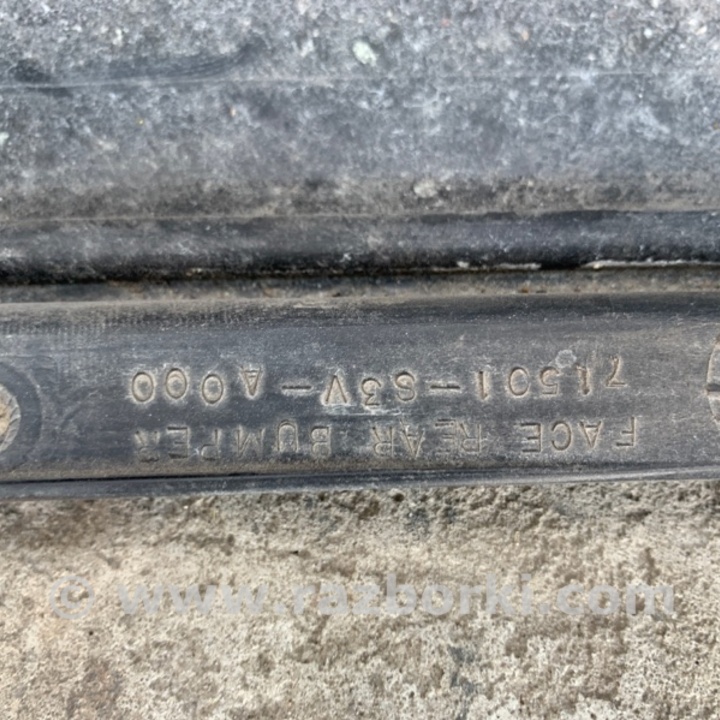 FACE REAR BUMPER
71501-S3V-A000
© www.razborki.com